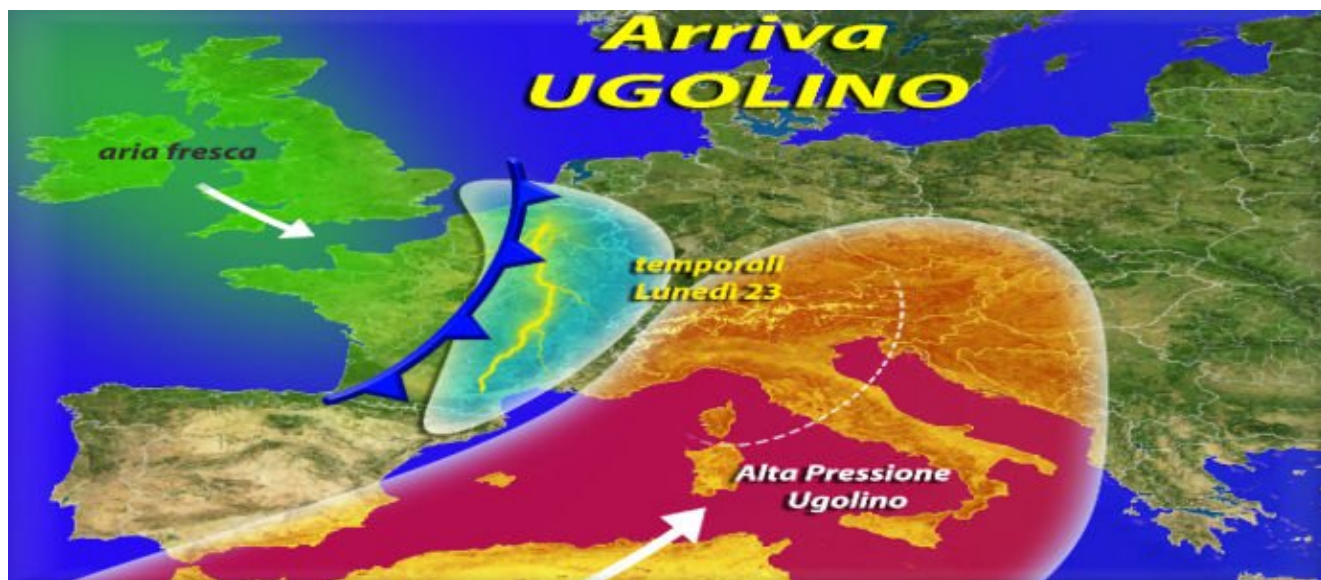 Arriva
UGOLINO
aria fresca
temporali
Lunedì 23
Alta Pressione
Ugolino